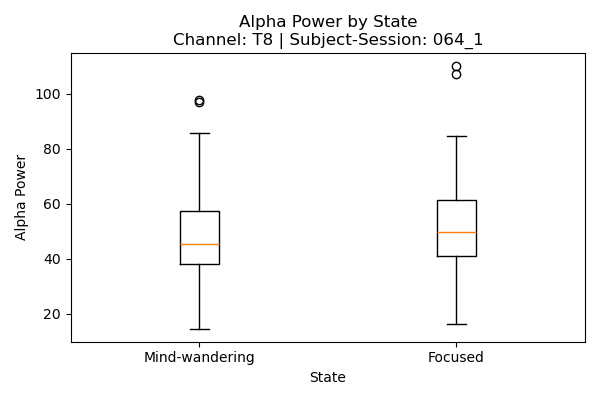 Alpha Power by State
Channel: T8 | Subject-Session: 064_1
100
80
60
40
20
Alpha Power
Mind-wandering
Focused
State